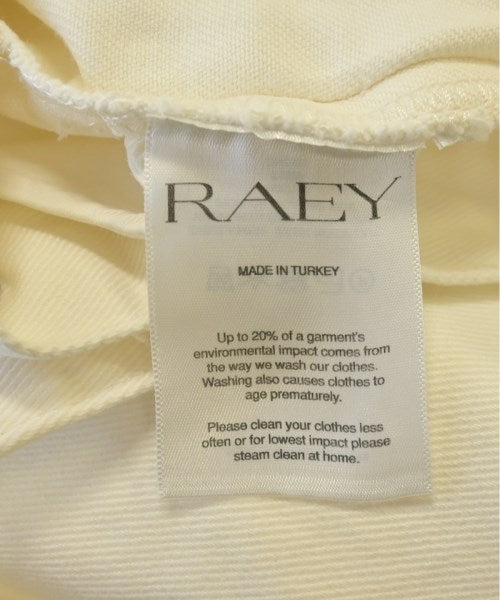 RAEY
MADE IN TURKEY
Up to 20% of a garment's
environmental impact comes from
the way we wash our clothes.
Washing also causes clothes to
age prematurely.
Please clean your clothes less
often or for lowest impact please
steam clean at home.